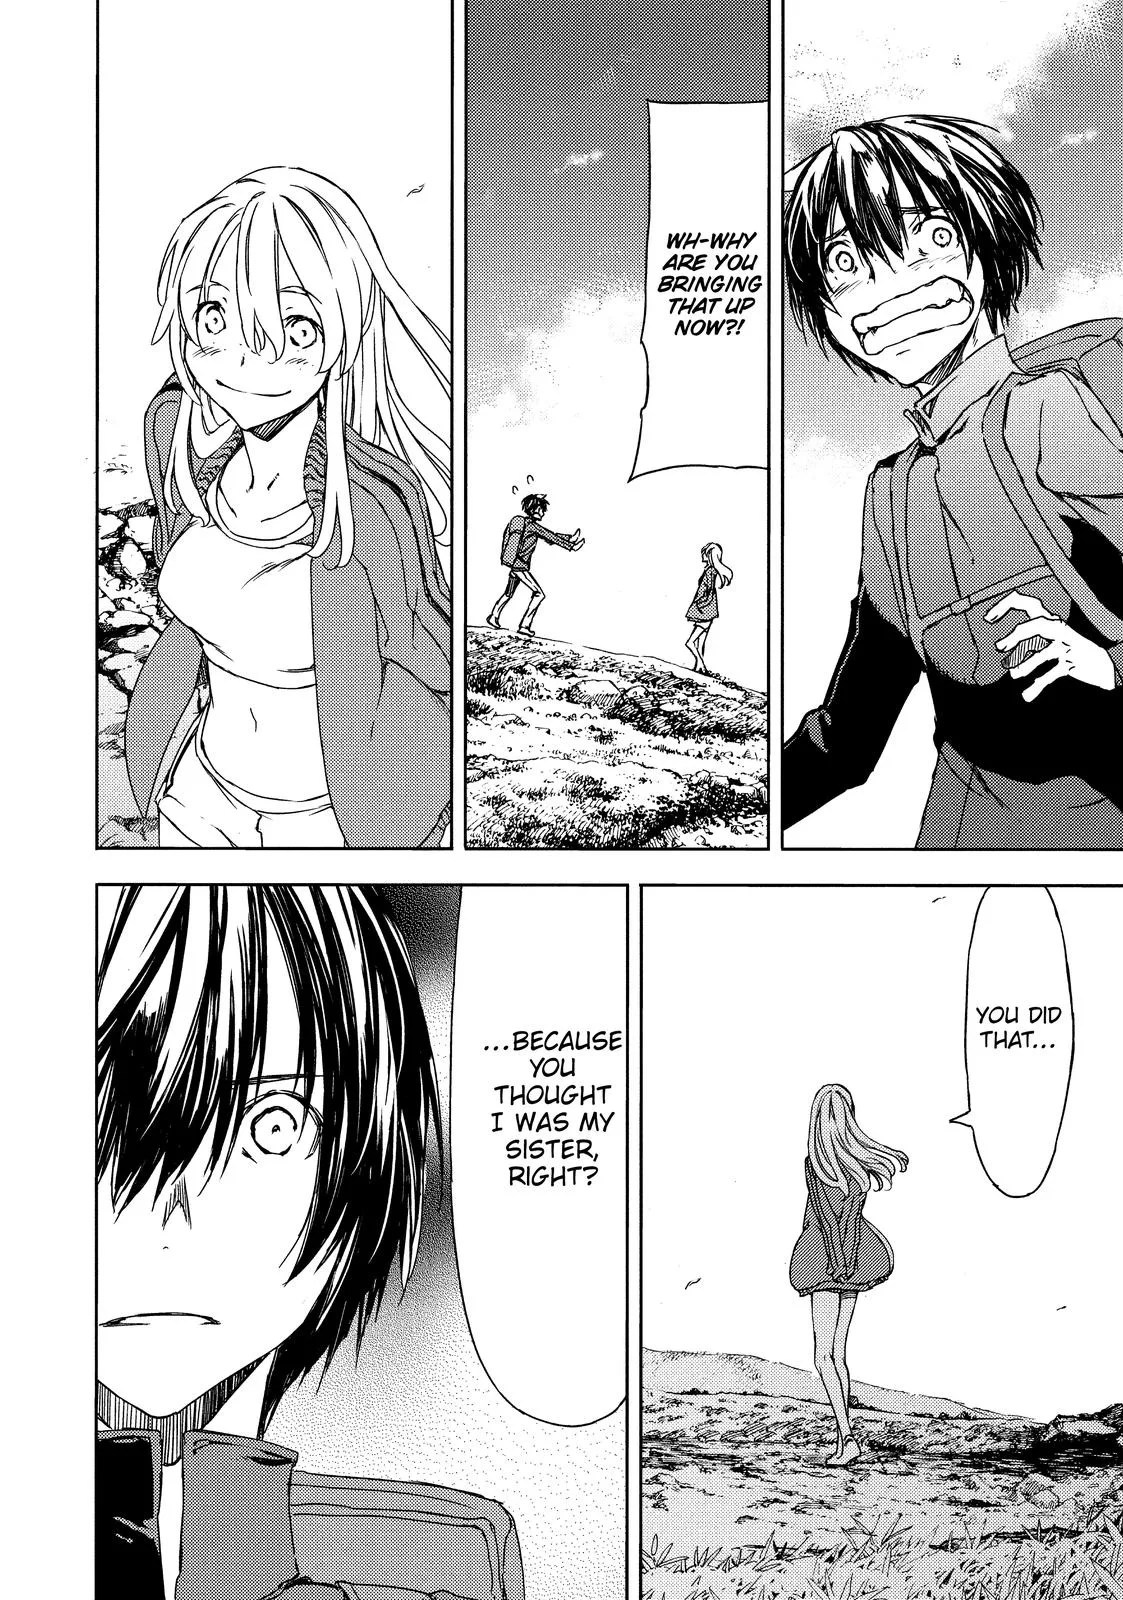 WH-WHY
ARE YOU
BRINGING
THAT UP
NOW?!
YOU DID
THAT...
...BECAUSE
YOU
THOUGHT
I WAS MY
SISTER,
RIGHT?